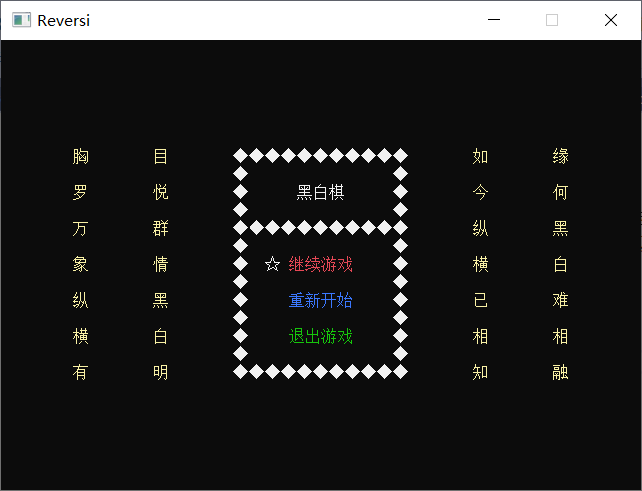 Reversi
胸罗万象纵横有
目悦群情黑白明
黑白棋
☆ 继续游戏
重新开始
退出游戏
如今纵横已相知
缘何黑白难相融